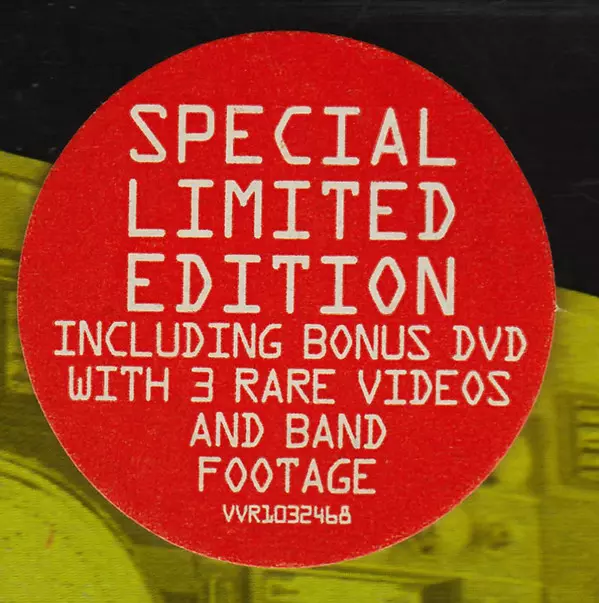 SPECIAL
LIMITED
EDITION
INCLUDING BONUS DVD
WITH 3 RARE VIDEOS
AND BAND
FOOTAGE
VVR1032468